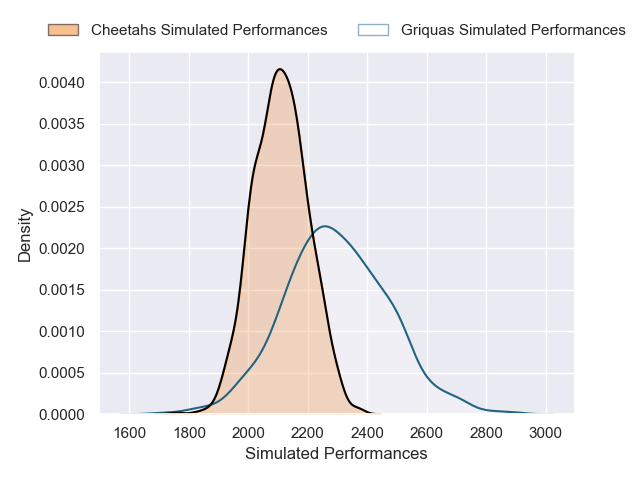 Cheetahs Simulated Performances Griquas Simulated Performances
0.0040
0.0035
0.0030
0.0025
0.0020
0.0015
0.0010
0.0005
0.0000
Density
1600 1800 2000 2200 2400 2600 2800 3000
Simulated Performances